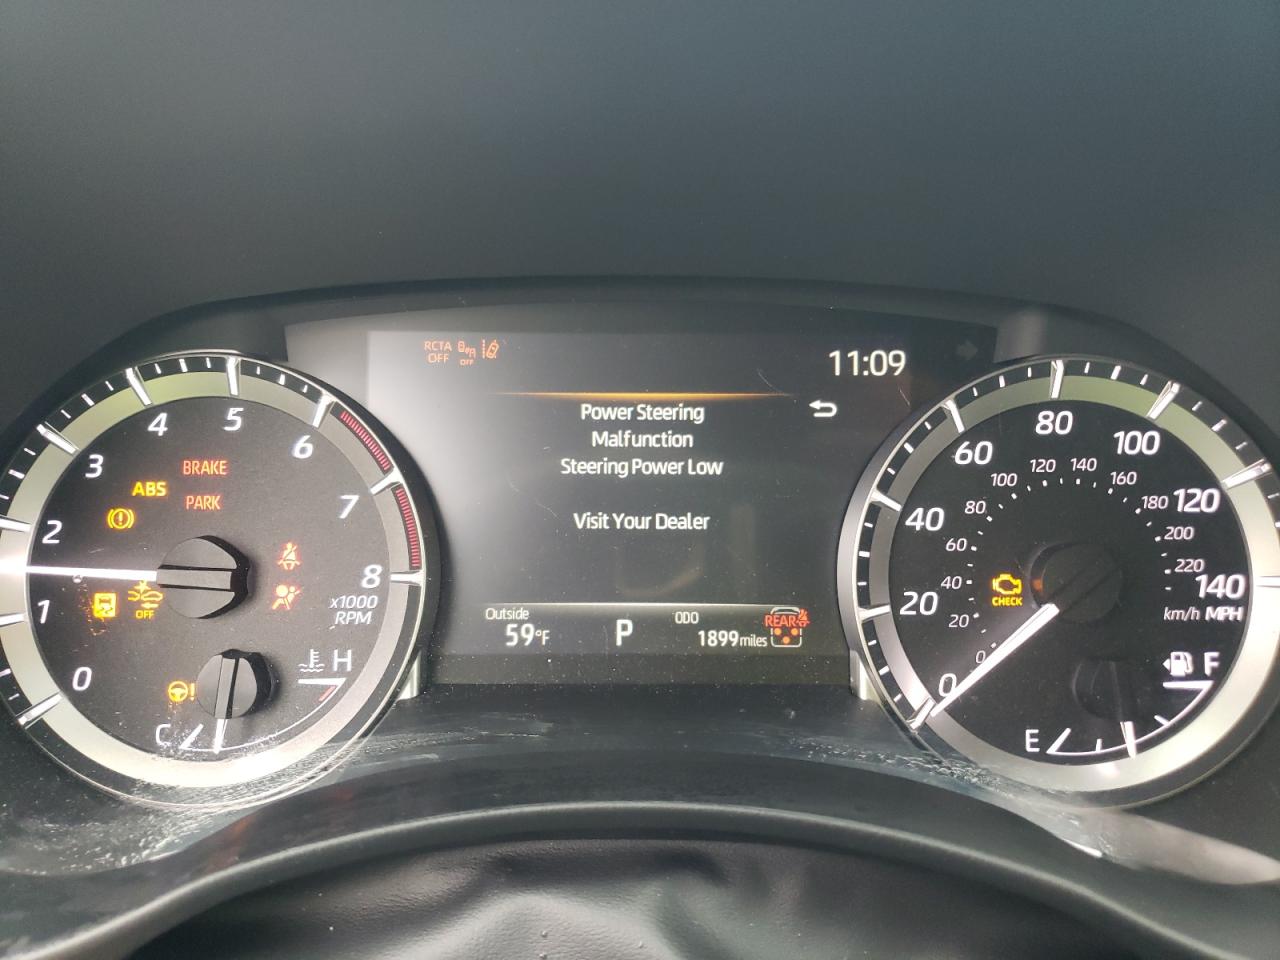 RCTA
OFF
OFF
11:09
Power Steering
Malfunction
Steering Power Low
Visit Your Dealer
Outside
59°F
P
ODO
1899 miles
REAR
0
1
2
3
4
5
6
7
8
x1000
RPM
BRAKE
PARK
ABS
OFF
C
H
0
20
40
60
80
100
120
140
km/h MPH
0
20
40
60
80
100
120
140
160
180
200
220
CHECK
E
F